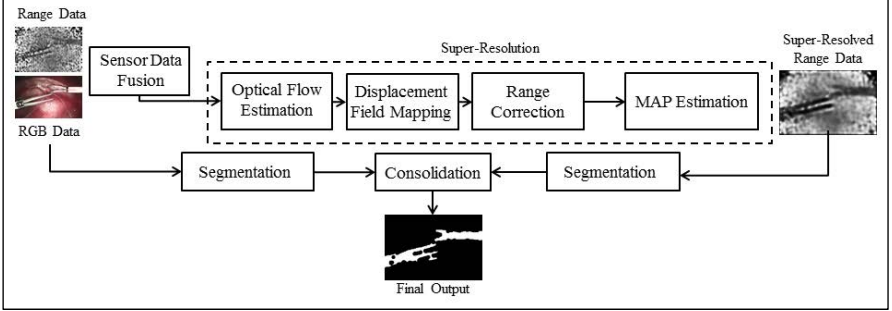 Range Data
Super-Resolution
Super-Resolved
Range Data
Sensor Data
Fusion
Optical Flow
Estimation
Displacement
Field Mapping
Range
Correction
MAP Estimation
RGB Data
Segmentation
Consolidation
Segmentation
Final Output